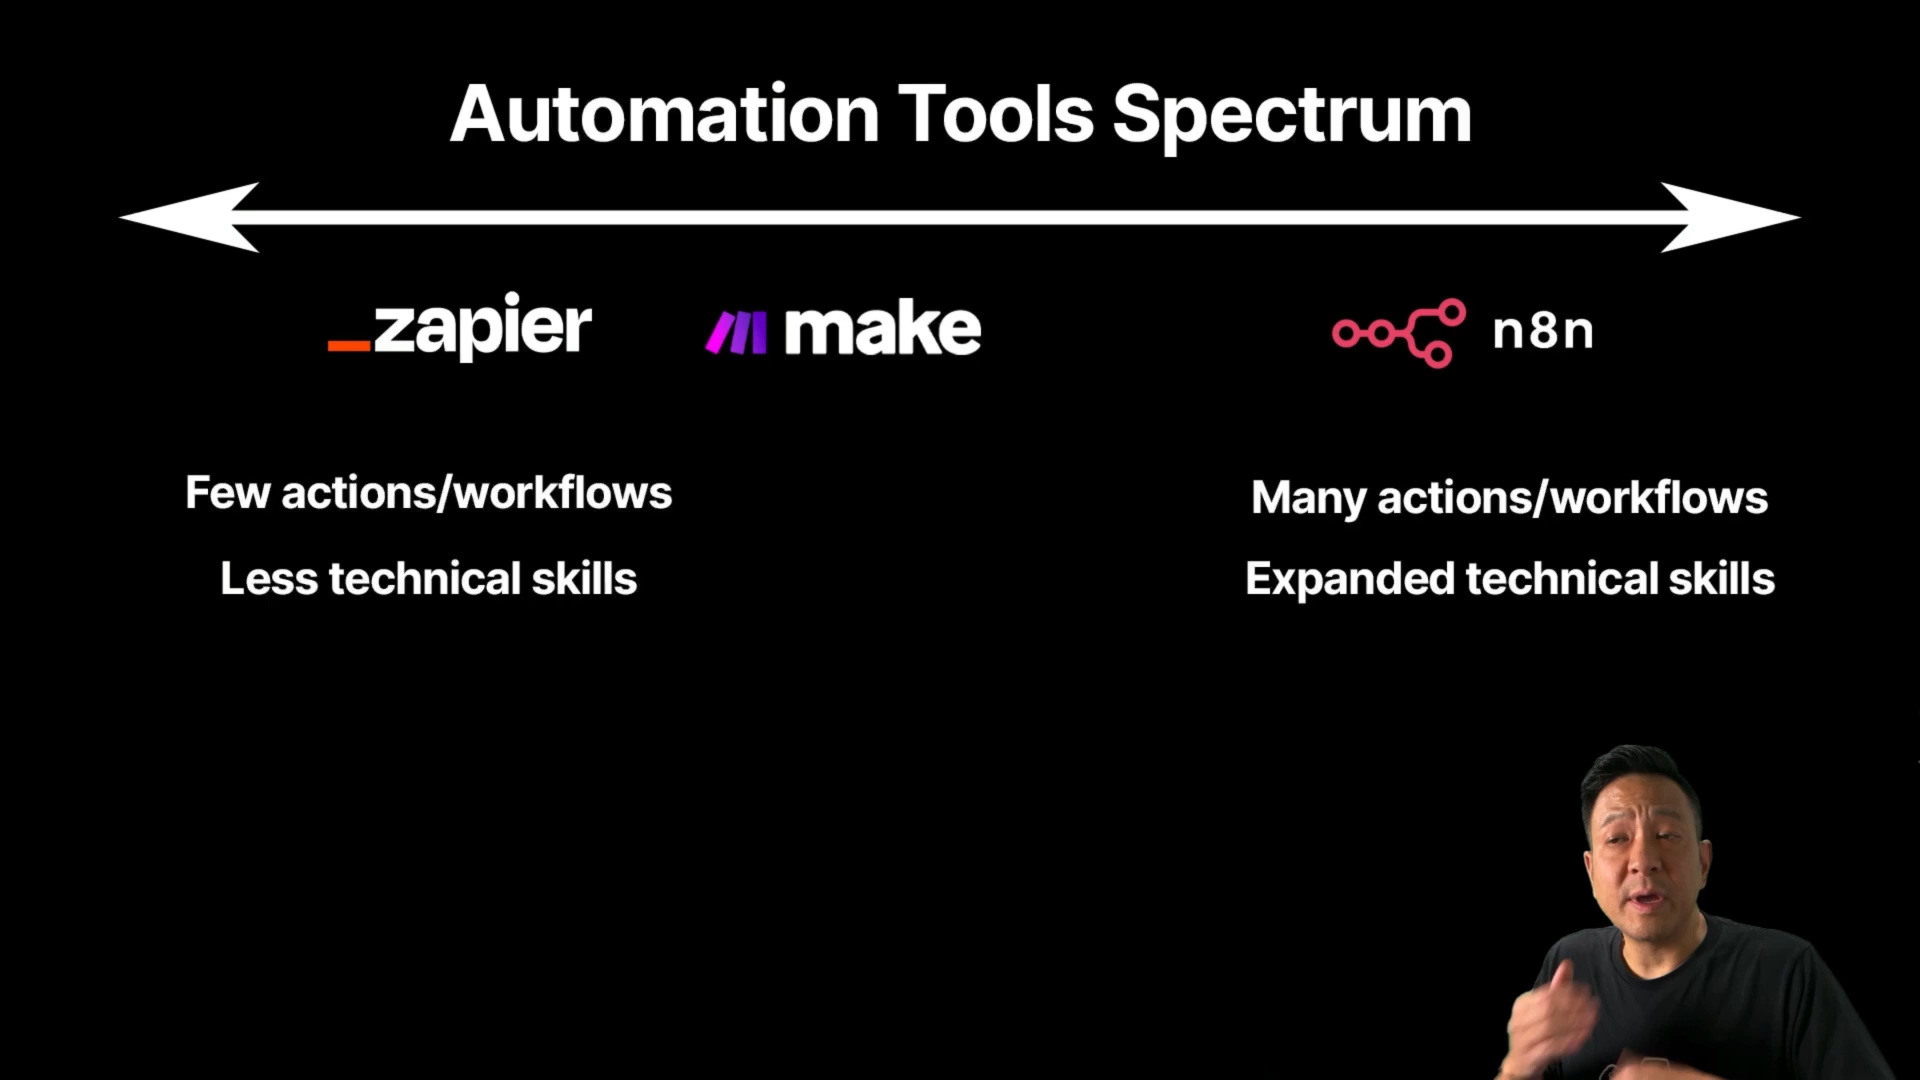 Automation Tools Spectrum
zapier
make
n8n
Few actions/workflows
Many actions/workflows
Less technical skills
Expanded technical skills